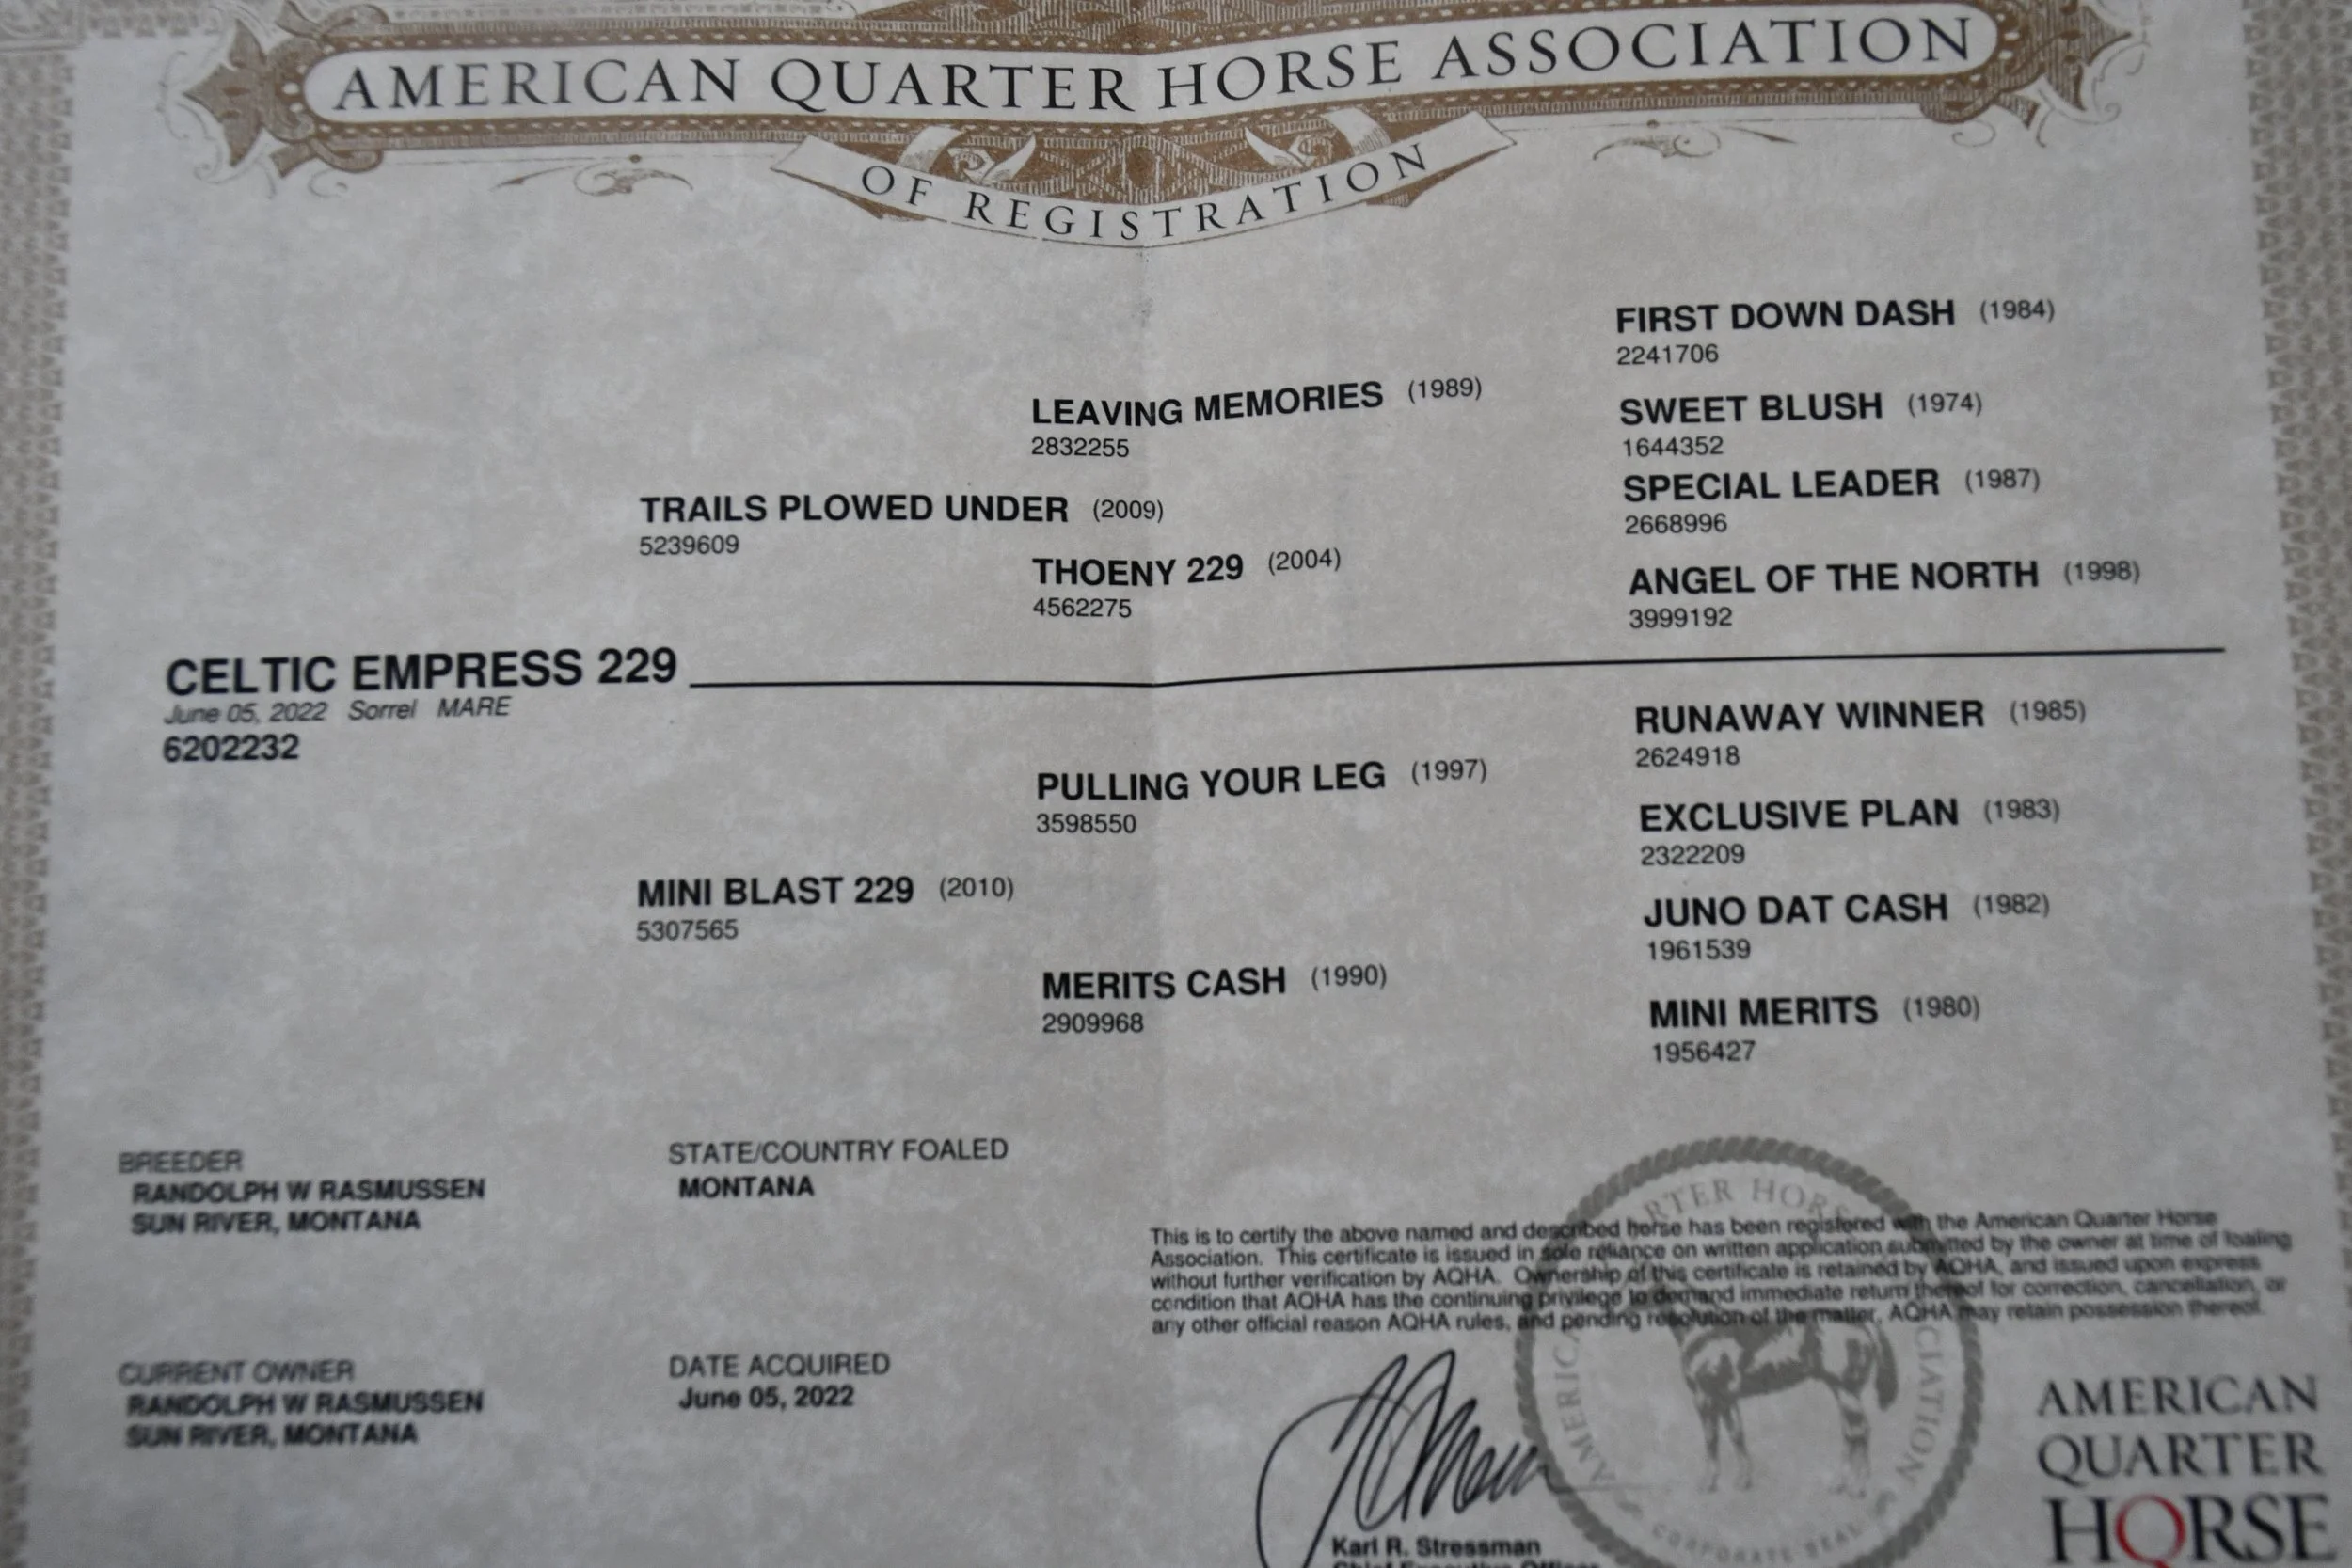 AMERICAN QUARTER HORSE ASSOCIATION
OF REGISTRATION
FIRST DOWN DASH (1984)
2241706
LEAVING MEMORIES (1989)
2832255
SWEET BLUSH (1974)
1644352
TRAILS PLOWED UNDER (2009)
5239609
SPECIAL LEADER (1987)
2668996
THOENY 229 (2004)
4562275
ANGEL OF THE NORTH (1998)
3999192
CELTIC EMPRESS 229
June 05, 2022 Sorrel MARE
6202232
RUNAWAY WINNER (1985)
2624918
PULLING YOUR LEG (1997)
3598550
EXCLUSIVE PLAN (1983)
2322209
MINI BLAST 229 (2010)
5307565
JUNO DAT CASH (1982)
1961539
MERITS CASH (1990)
2909968
MINI MERITS (1980)
1956427
BREEDER
RANDOLPH W RASMUSSEN
SUN RIVER, MONTANA
STATE/COUNTRY FOALED
MONTANA
This is to certify the above named and described horse has been registered with the American Quarter Horse
Association. This certificate is issued in sole reliance on written application submitted by the owner at time of foaling
without further verification by AQHA. Ownership of this certificate is retained by AQHA, and issued upon express
condition that AQHA has the continuing privilege to demand immediate return thereof for correction, cancellation, or
any other official reason AQHA rules, and pending resolution of the matter, AQHA may retain possession thereof.
CURRENT OWNER
RANDOLPH W RASMUSSEN
SUN RIVER, MONTANA
DATE ACQUIRED
June 05, 2022
Karl R. Stressman
Chief Executive Officer
CORPORATE SEAL
AMERICAN
QUARTER
HORSE